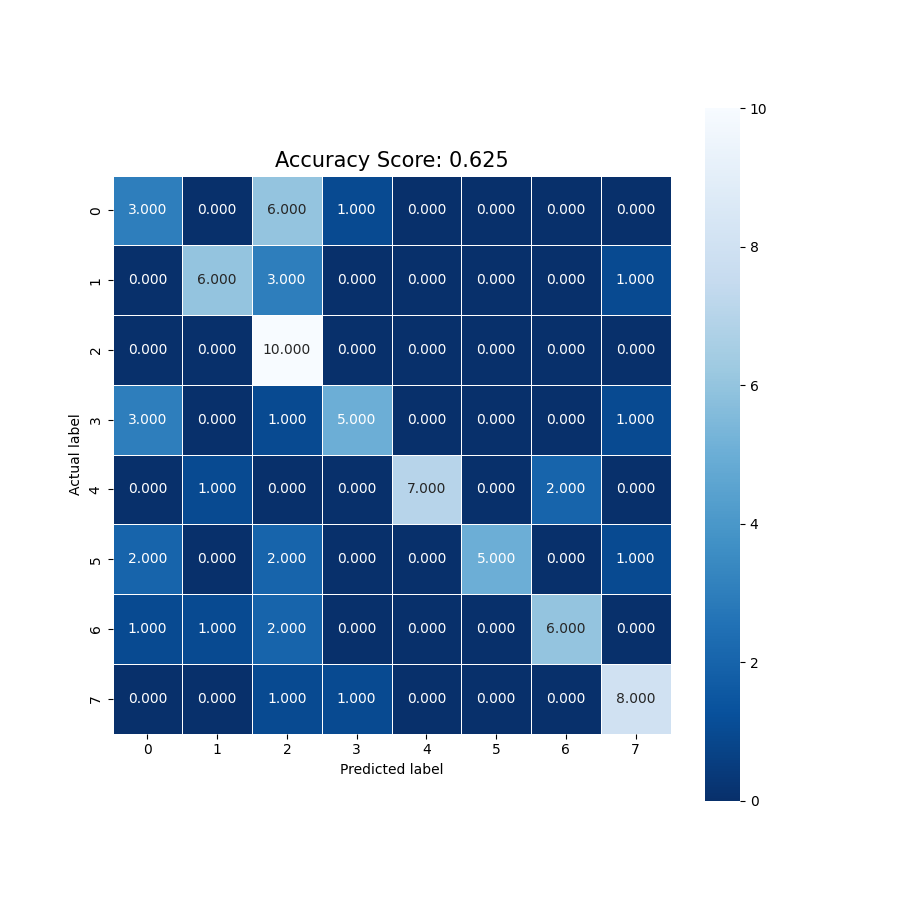 Accuracy Score: 0.625
10
8
6
4
2
0
Actual label
0 3.000 0.000 6.000 1.000 0.000 0.000 0.000 0.000
1 0.000 6.000 3.000 0.000 0.000 0.000 0.000 1.000
2 0.000 0.000 10.000 0.000 0.000 0.000 0.000 0.000
3 3.000 0.000 1.000 5.000 0.000 0.000 0.000 1.000
4 0.000 1.000 0.000 0.000 7.000 0.000 2.000 0.000
5 2.000 0.000 2.000 0.000 0.000 5.000 0.000 1.000
6 1.000 1.000 2.000 0.000 0.000 0.000 6.000 0.000
7 0.000 0.000 1.000 1.000 0.000 0.000 0.000 8.000
0 1 2 3 4 5 6 7
Predicted label